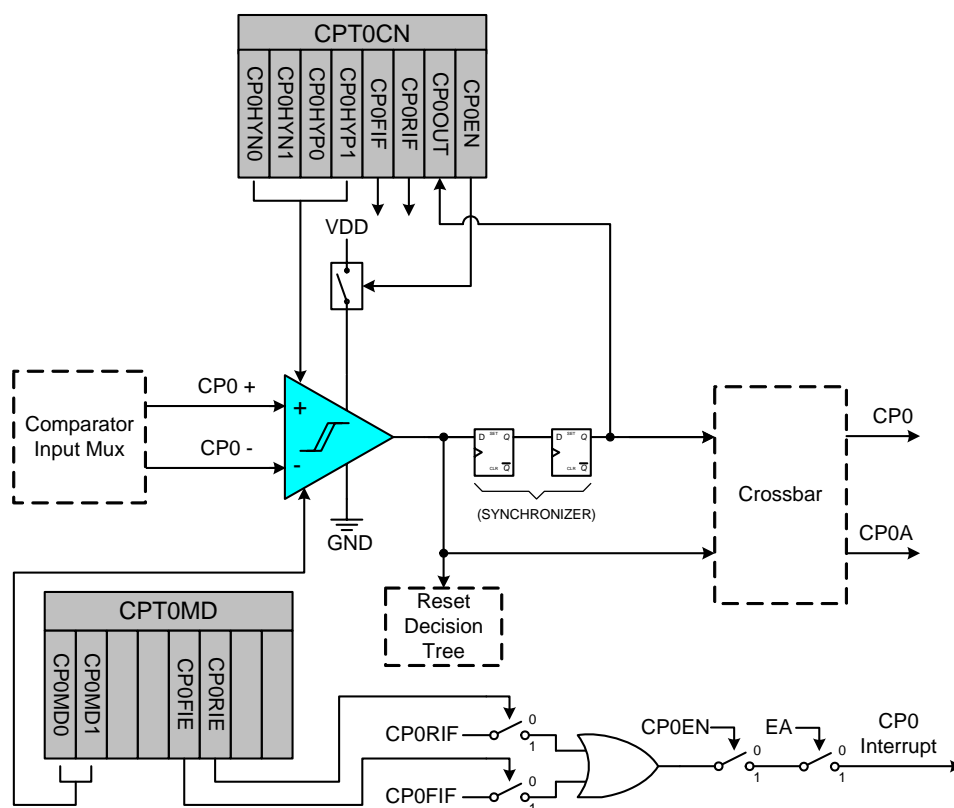 CPT0CN
CP0HYN0
CP0HYN1
CP0HYP0
CP0HYP1
CP0FIF
CP0RIF
CP0OUT
CP0EN
VDD
Comparator
Input Mux
CP0 +
CP0 -
+
-
GND
D
SET
Q
CLR
Q
D
SET
Q
CLR
Q
(SYNCHRONIZER)
Crossbar
CP0
CP0A
Reset
Decision
Tree
CPT0MD
CP0MD0
CP0MD1
CP0FIE
CP0RIE
CP0RIF
0
1
CP0FIF
0
1
CP0EN
0
1
EA
0
1
CP0
Interrupt